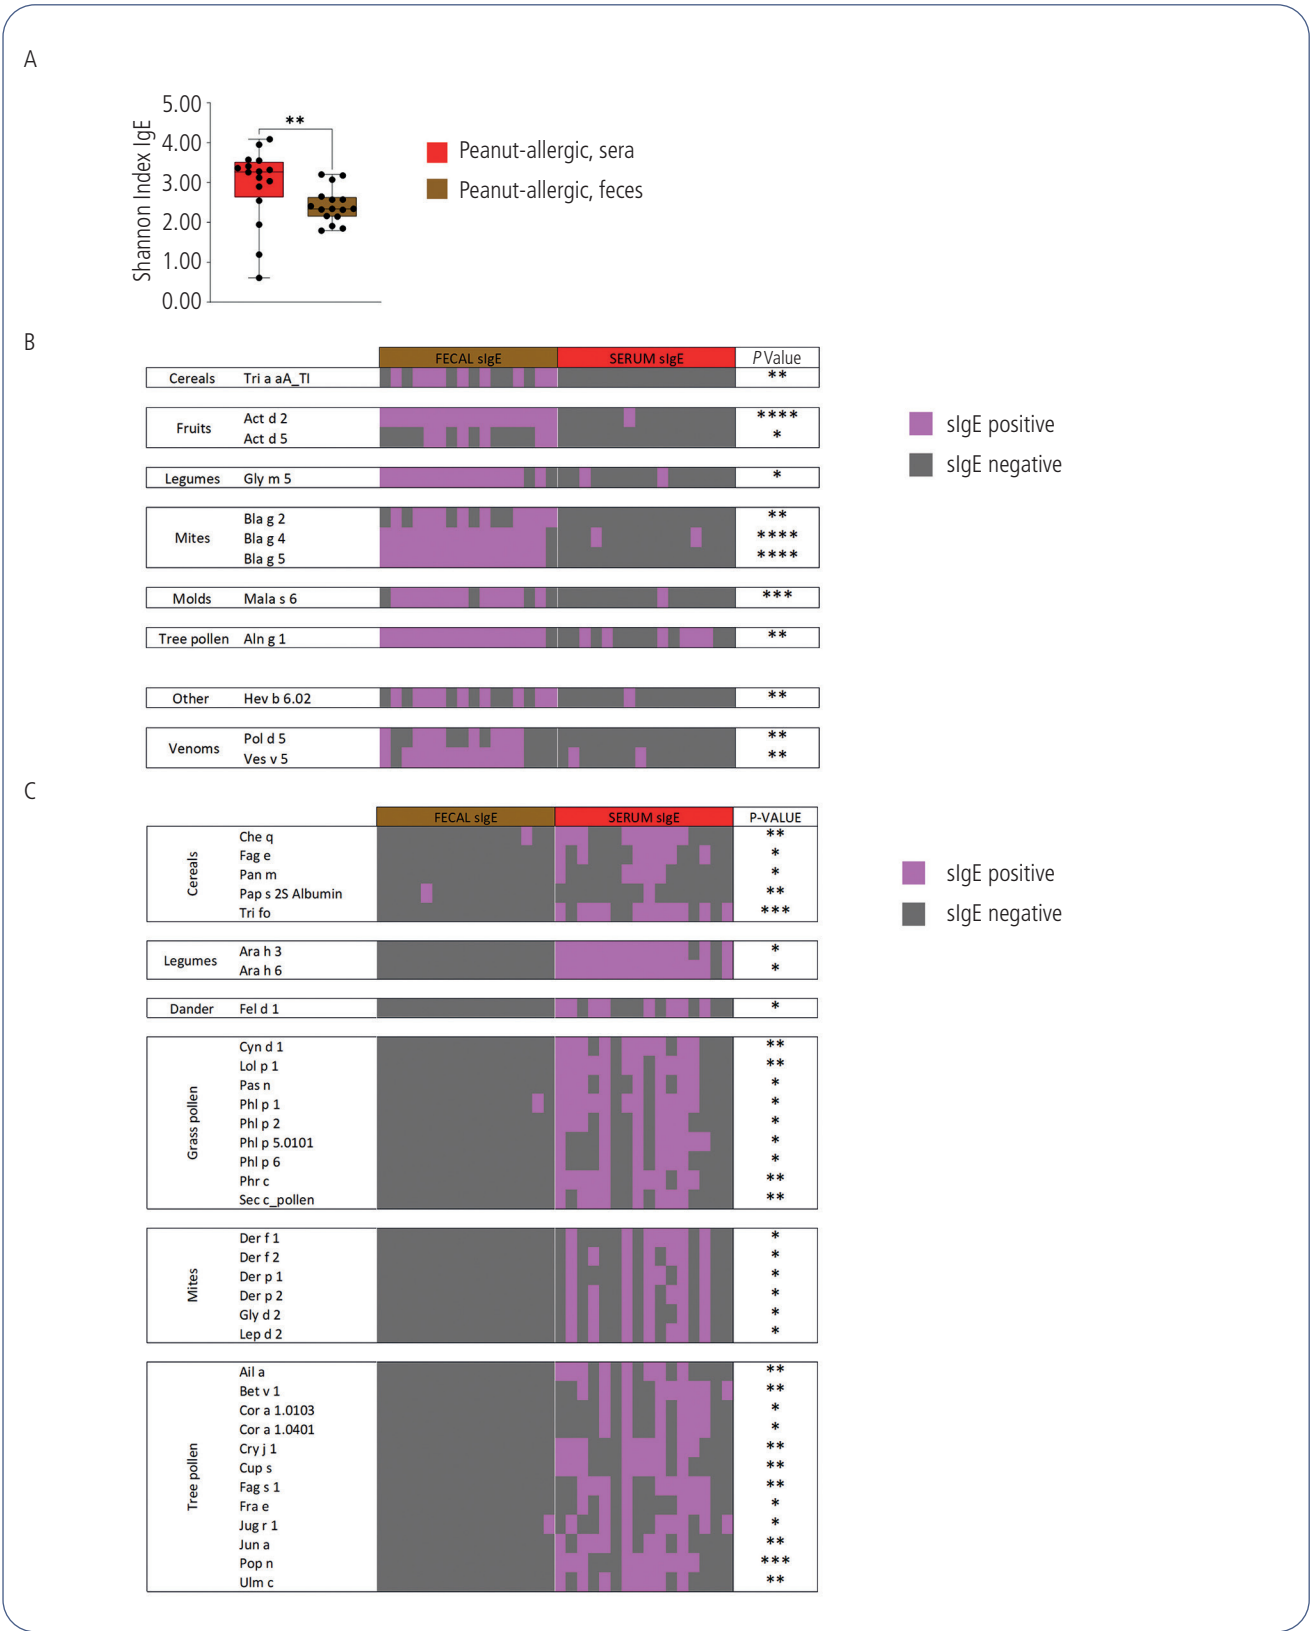 A
5.00
4.00
3.00
2.00
1.00
0.00
Shannon Index IgE
**
Peanut-allergic, sera
Peanut-allergic, feces
B
FECAL sIgE SERUM sIgE P Value
Cereals Tri a aA_TI **
Fruits Act d 2 ****
Act d 5 *
Legumes Gly m 5 *
Mites Bla g 2 **
Bla g 4 ****
Bla g 5 ****
Molds Mala s 6 ***
Tree pollen Aln g 1 **
Other Hev b 6.02 **
Venoms Pol d 5 **
Ves v 5 **
sIgE positive
sIgE negative
C
FECAL sIgE SERUM sIgE P-VALUE
Cereals
Che q **
Fag e *
Pan m *
Pap s 2S Albumin **
Tri fo ***
Legumes
Ara h 3 *
Ara h 6 *
Dander Fel d 1 *
Grass pollen
Cyn d 1 **
Lol p 1 **
Pas n *
Phl p 1 *
Phl p 2 *
Phl p 5.0101 *
Phl p 6 *
Phr c **
Sec c_pollen **
Mites
Der f 1 *
Der f 2 *
Der p 1 *
Der p 2 *
Gly d 2 *
Lep d 2 *
Tree pollen
Ail a **
Bet v 1 **
Cor a 1.0103 *
Cor a 1.0401 *
Cry j 1 **
Cup s **
Fag s 1 **
Fra e *
Jug r 1 *
Jun a **
Pop n ***
Ulm c **
sIgE positive
sIgE negative